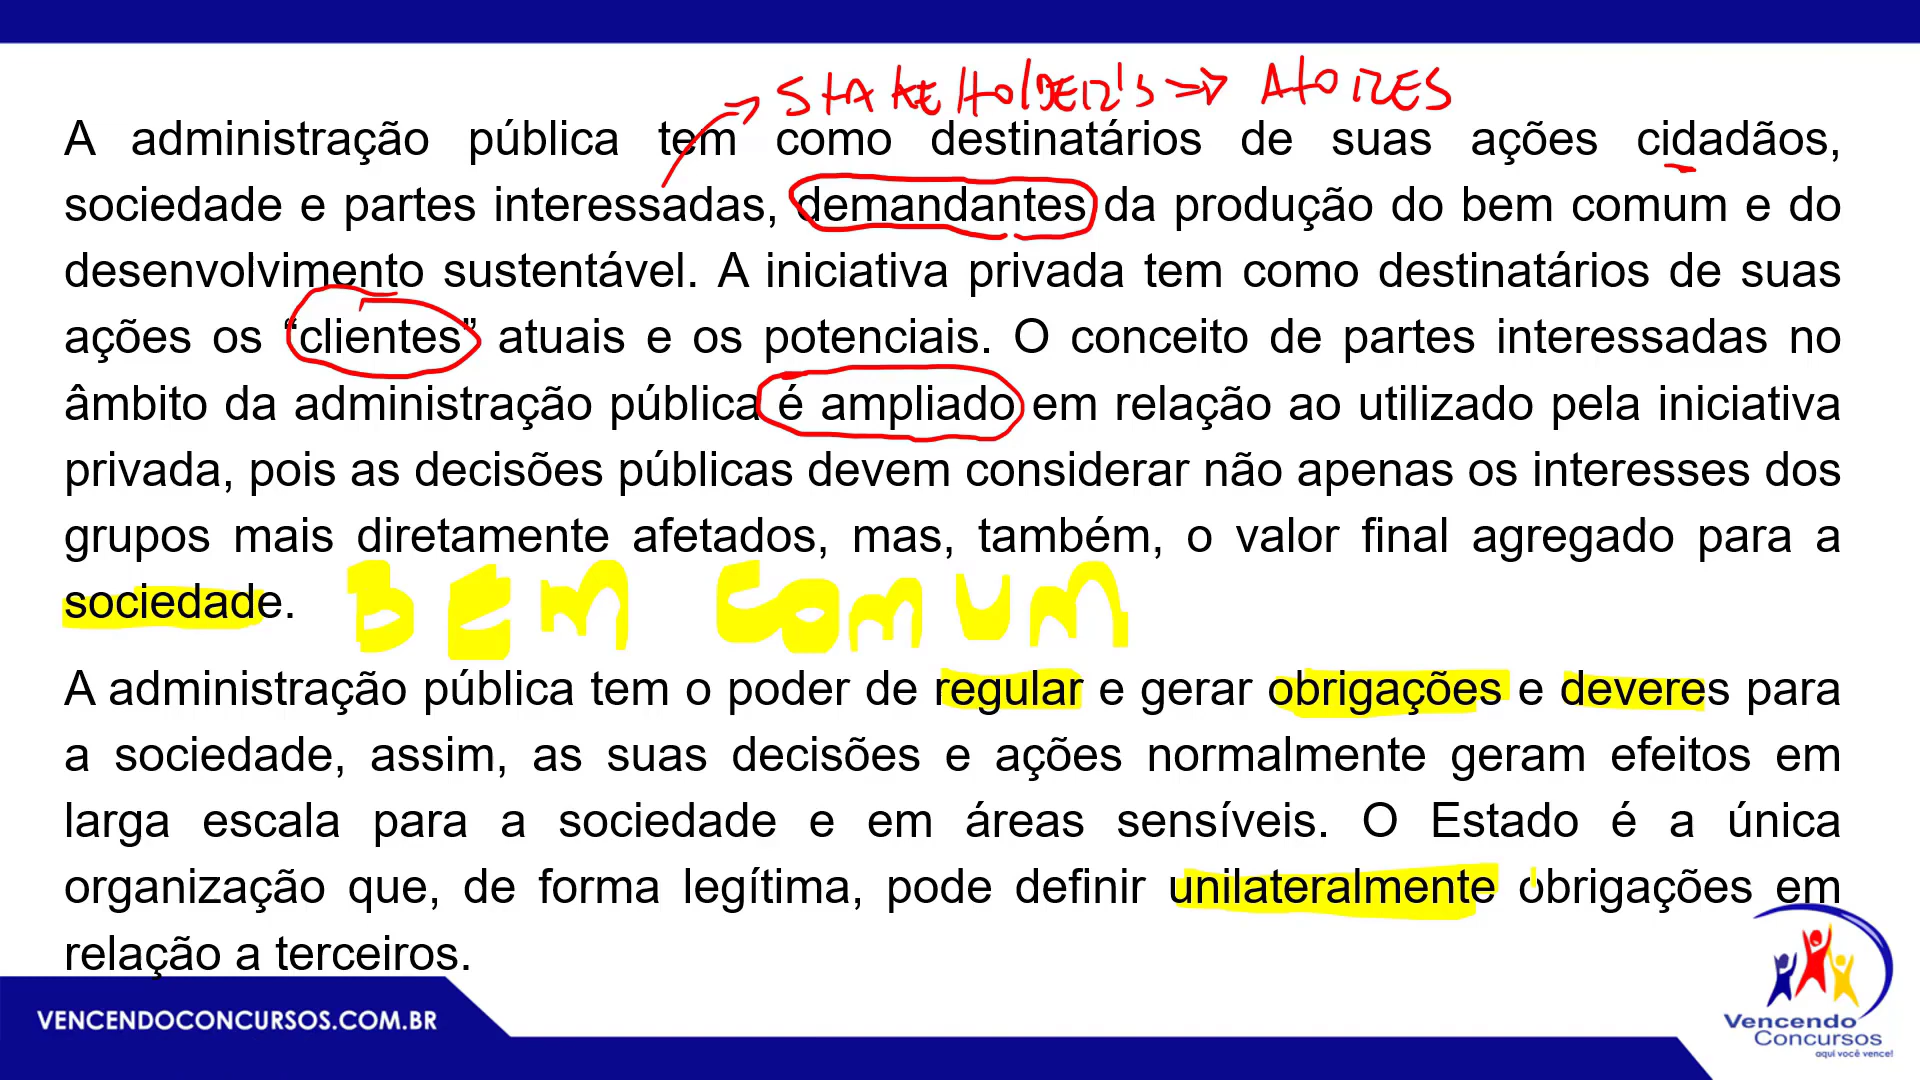 STAKEHOLDER'S => ATORES
A administração pública tem como destinatários de suas ações cidadãos,
sociedade e partes interessadas, demandantes da produção do bem comum e do
desenvolvimento sustentável. A iniciativa privada tem como destinatários de suas
ações os “clientes” atuais e os potenciais. O conceito de partes interessadas no
âmbito da administração pública é ampliado em relação ao utilizado pela iniciativa
privada, pois as decisões públicas devem considerar não apenas os interesses dos
grupos mais diretamente afetados, mas, também, o valor final agregado para a
sociedade. BEM COMUM
A administração pública tem o poder de regular e gerar obrigações e deveres para
a sociedade, assim, as suas decisões e ações normalmente geram efeitos em
larga escala para a sociedade e em áreas sensíveis. O Estado é a única
organização que, de forma legítima, pode definir unilateralmente obrigações em
relação a terceiros.
VENCENDOCONCURSOS.COM.BR
Vencendo
Concursos
aqui você vence!